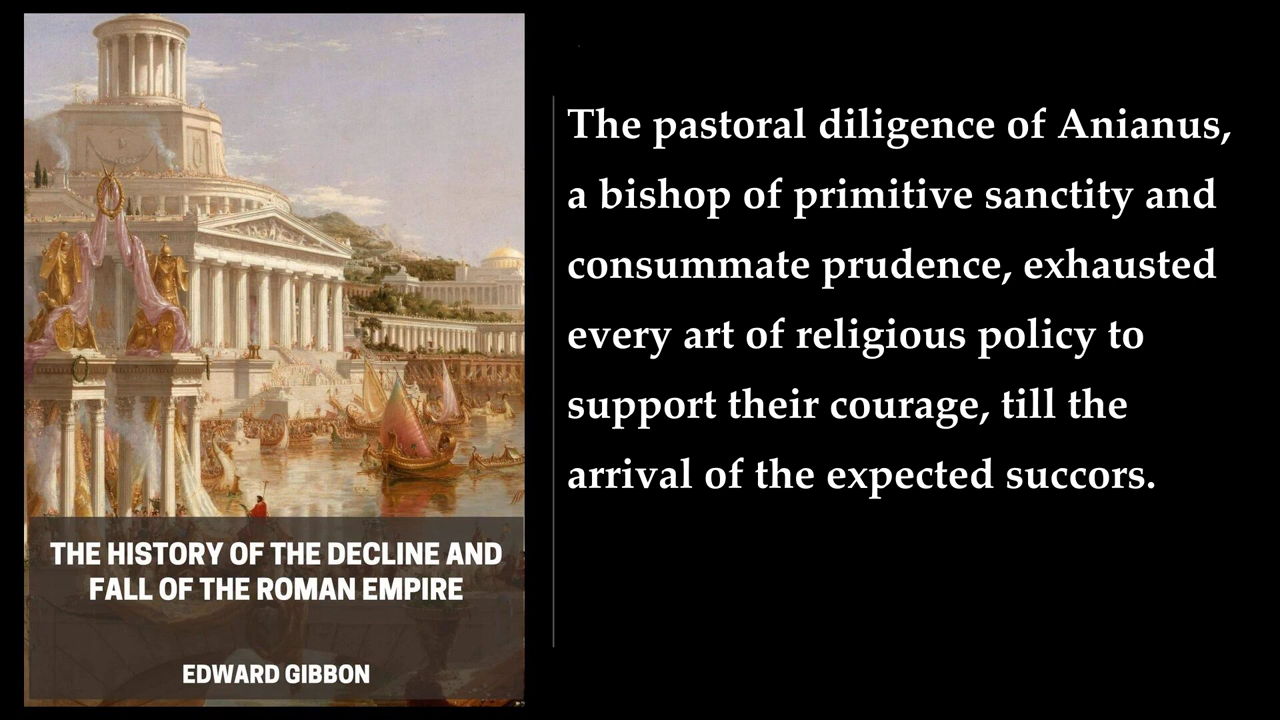 THE HISTORY OF THE DECLINE AND
FALL OF THE ROMAN EMPIRE
EDWARD GIBBON
The pastoral diligence of Anianus,
a bishop of primitive sanctity and
consummate prudence, exhausted
every art of religious policy to
support their courage, till the
arrival of the expected succors.